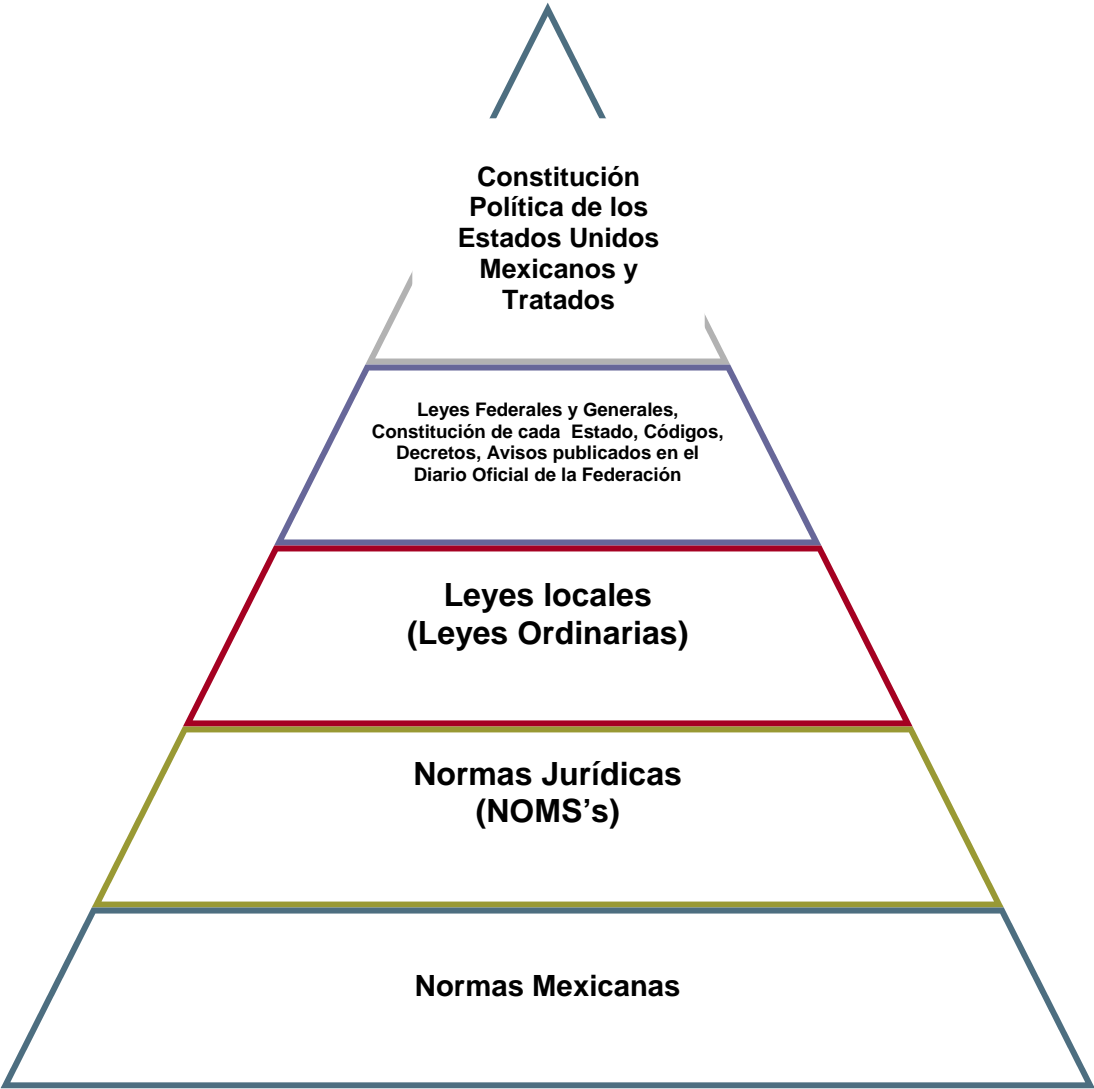 Constitución
Política de los
Estados Unidos
Mexicanos y
Tratados
Leyes Federales y Generales,
Constitución de cada  Estado, Códigos,
Decretos, Avisos publicados en el
Diario Oficial de la Federación
Leyes locales
(Leyes Ordinarias)
Normas Jurídicas
(NOMS’s)
Normas Mexicanas